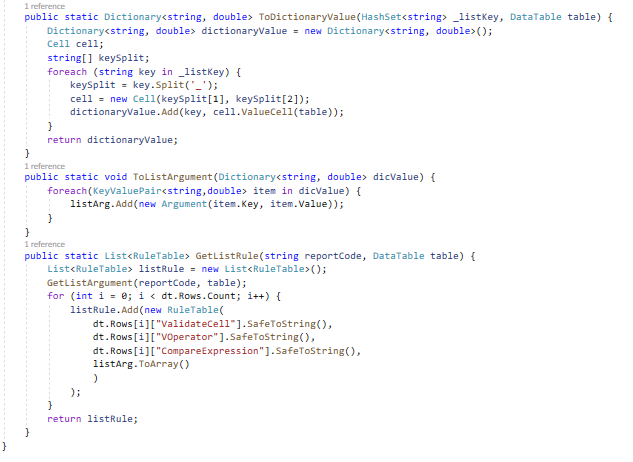 1 reference
public static Dictionary<string, double> ToDictionaryValue(HashSet<string> _listKey, DataTable table) {
Dictionary<string, double> dictionaryValue = new Dictionary<string, double>();
Cell cell;
string[] keySplit;
foreach (string key in _listKey) {
keySplit = key.Split('_');
cell = new Cell(keySplit[1], keySplit[2]);
dictionaryValue.Add(key, cell.ValueCell(table));
}
return dictionaryValue;
}
1 reference
public static void ToListArgument(Dictionary<string, double> dicValue) {
foreach(KeyValuePair<string,double> item in dicValue) {
listArg.Add(new Argument(item.Key, item.Value));
}
}
1 reference
public static List<RuleTable> GetListRule(string reportCode, DataTable table) {
List<RuleTable> listRule = new List<RuleTable>();
GetListArgument(reportCode, table);
for (int i = 0; i < dt.Rows.Count; i++) {
listRule.Add(new RuleTable(
dt.Rows[i]["ValidateCell"].SafeToString(),
dt.Rows[i]["VOperator"].SafeToString(),
dt.Rows[i]["CompareExpression"].SafeToString(),
listArg.ToArray()
)
);
}
return listRule;
}
}